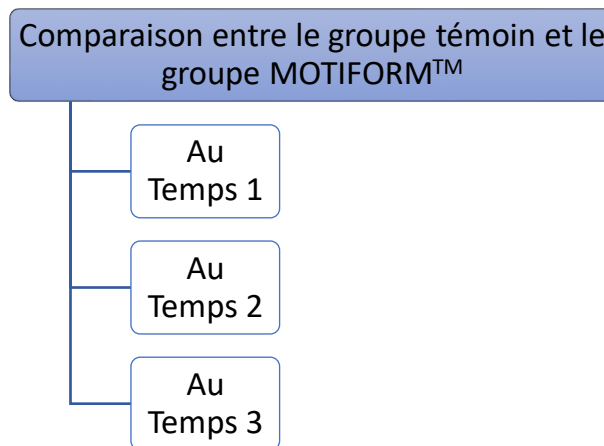 Comparaison entre le groupe témoin et le
groupe MOTIFORM™
Au
Temps 1
Au
Temps 2
Au
Temps 3